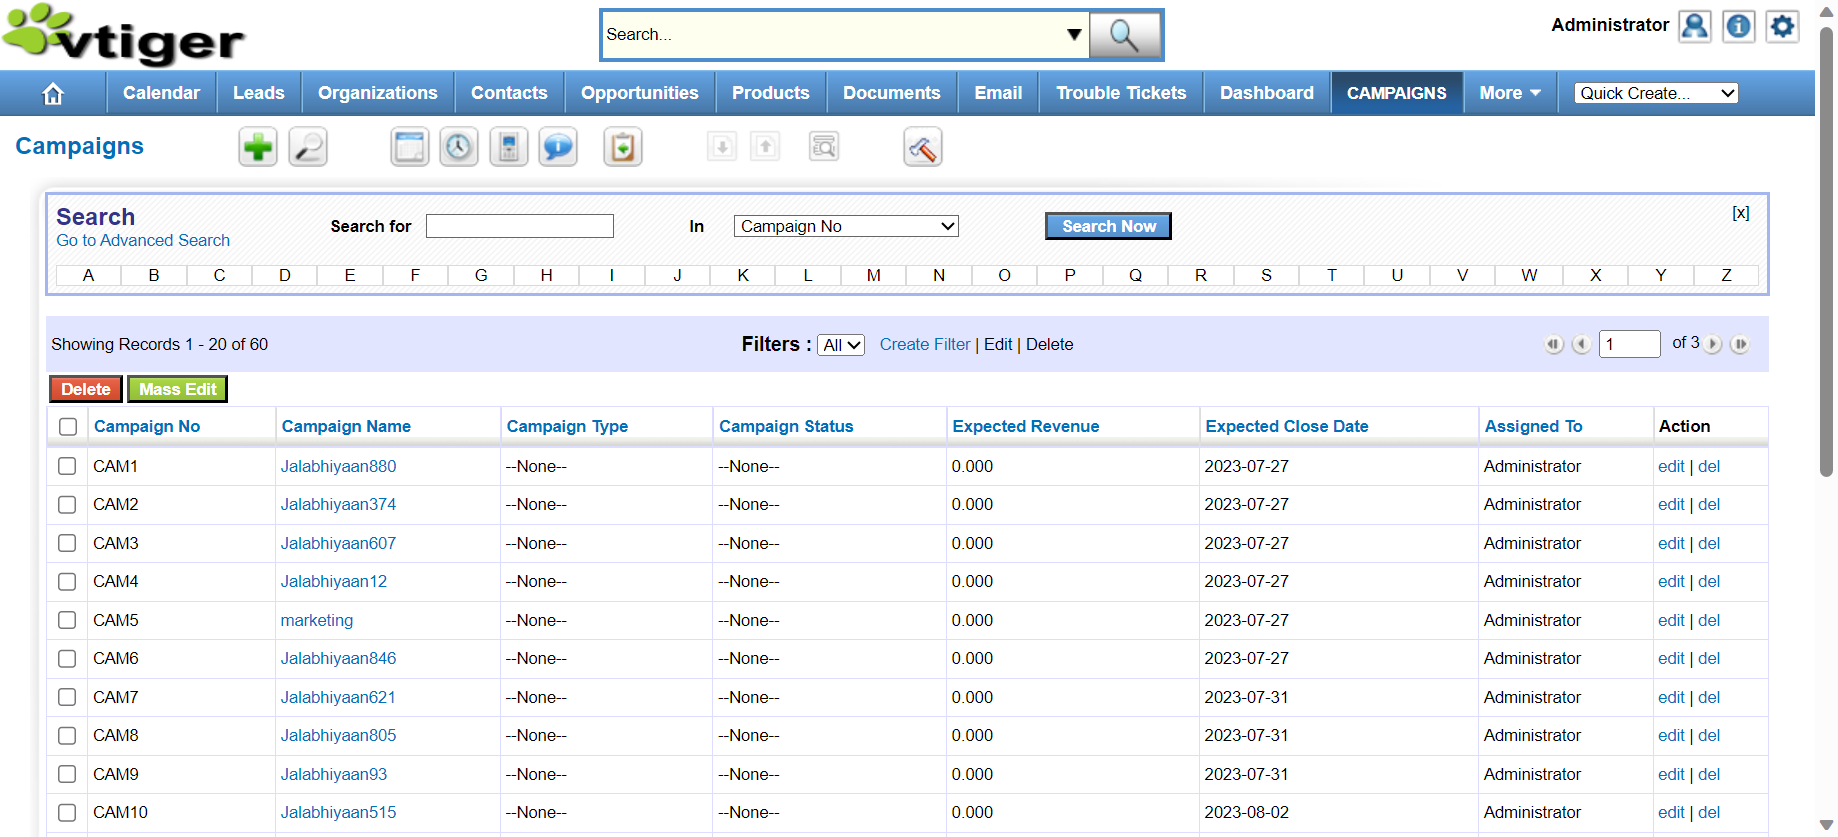 vtiger
Search...
Administrator
Calendar Leads Organizations Contacts Opportunities Products Documents Email Trouble Tickets Dashboard CAMPAIGNS More Quick Create...
Campaigns
Search
Go to Advanced Search
Search for In Campaign No Search Now [x]
A B C D E F G H I J K L M N O P Q R S T U V W X Y Z
Showing Records 1 - 20 of 60 Filters : All Create Filter | Edit | Delete 1 of 3
Delete Mass Edit
Campaign No Campaign Name Campaign Type Campaign Status Expected Revenue Expected Close Date Assigned To Action
CAM1 Jalabhiyaan880 --None-- --None-- 0.000 2023-07-27 Administrator edit | del
CAM2 Jalabhiyaan374 --None-- --None-- 0.000 2023-07-27 Administrator edit | del
CAM3 Jalabhiyaan607 --None-- --None-- 0.000 2023-07-27 Administrator edit | del
CAM4 Jalabhiyaan12 --None-- --None-- 0.000 2023-07-27 Administrator edit | del
CAM5 marketing --None-- --None-- 0.000 2023-07-27 Administrator edit | del
CAM6 Jalabhiyaan846 --None-- --None-- 0.000 2023-07-27 Administrator edit | del
CAM7 Jalabhiyaan621 --None-- --None-- 0.000 2023-07-31 Administrator edit | del
CAM8 Jalabhiyaan805 --None-- --None-- 0.000 2023-07-31 Administrator edit | del
CAM9 Jalabhiyaan93 --None-- --None-- 0.000 2023-07-31 Administrator edit | del
CAM10 Jalabhiyaan515 --None-- --None-- 0.000 2023-08-02 Administrator edit | del